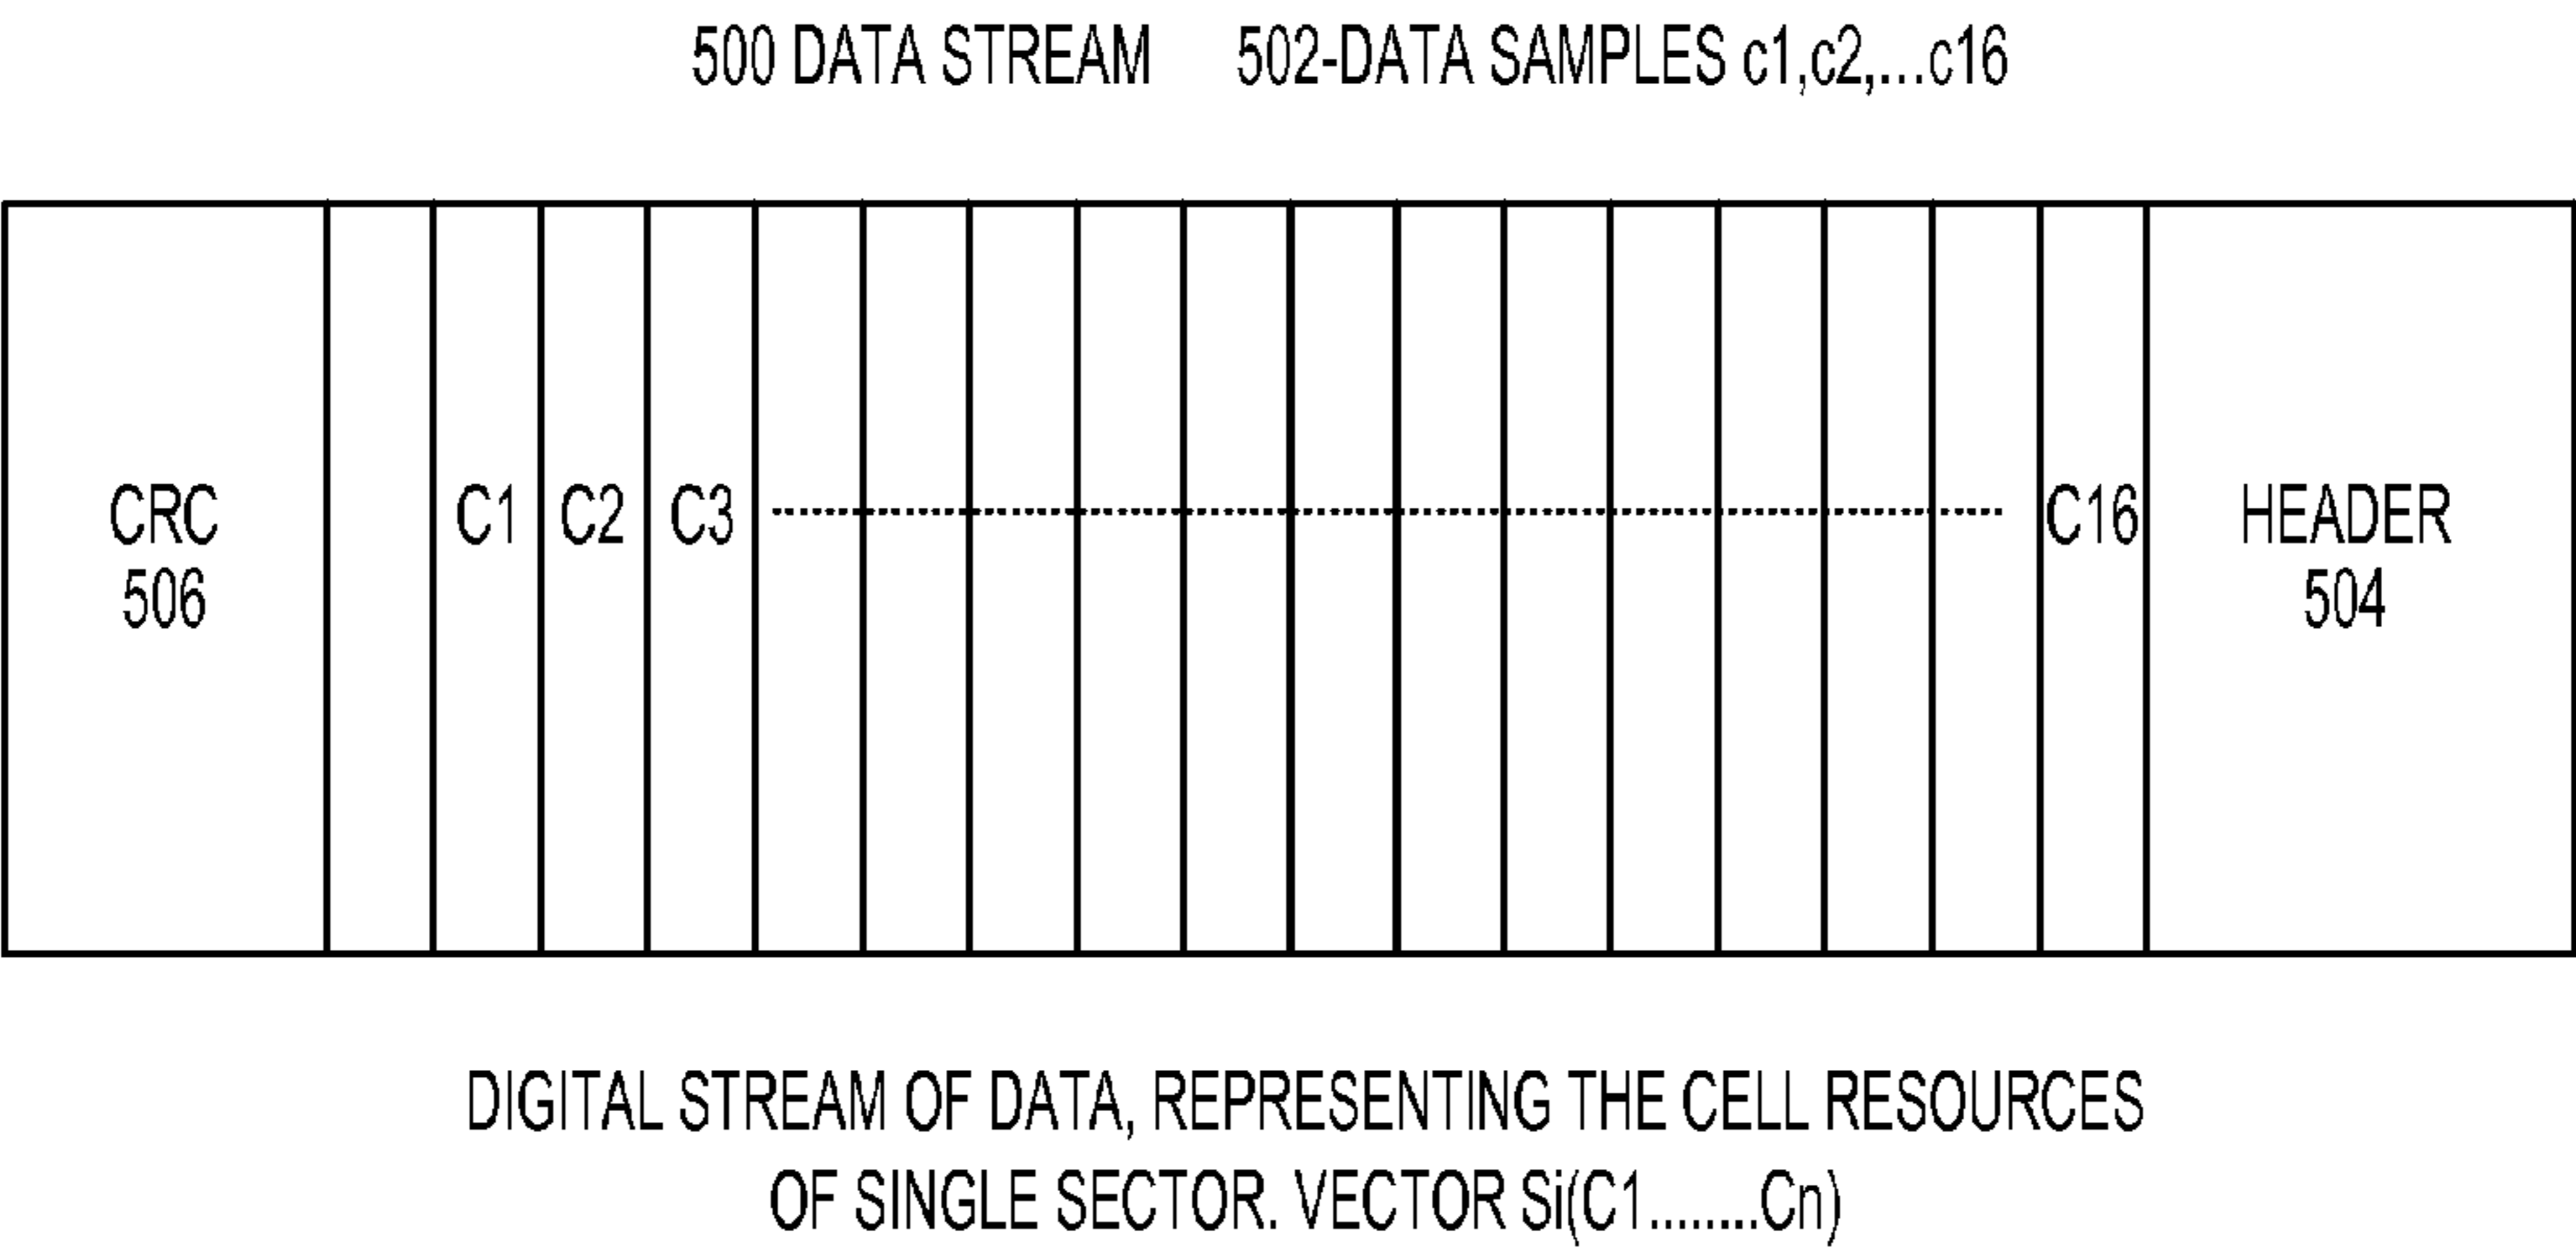 500 DATA STREAM 502-DATA SAMPLES c1,c2,...c16
CRC
506
C1
C2
C3
C16
HEADER
504
DIGITAL STREAM OF DATA, REPRESENTING THE CELL RESOURCES
OF SINGLE SECTOR. VECTOR Si(C1........Cn)